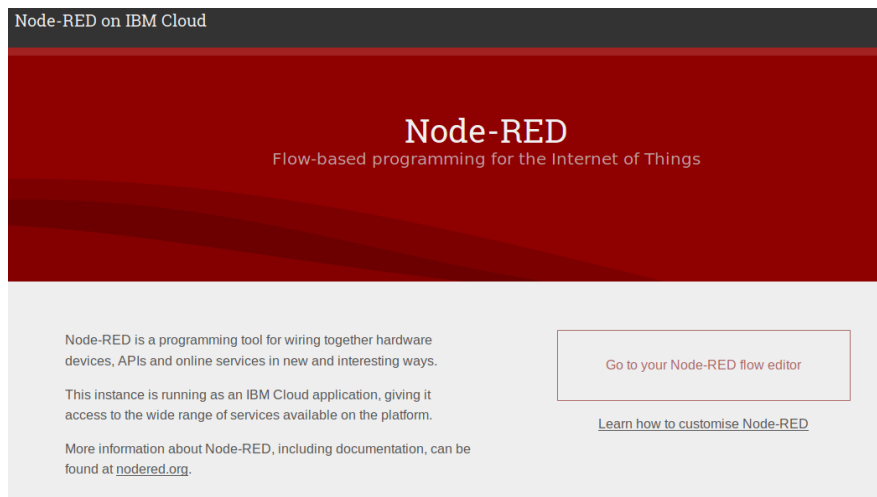 Node-RED on IBM Cloud
Node-RED
Flow-based programming for the Internet of Things
Node-RED is a programming tool for wiring together hardware
devices, APIs and online services in new and interesting ways.
This instance is running as an IBM Cloud application, giving it
access to the wide range of services available on the platform.
More information about Node-RED, including documentation, can be
found at nodered.org.
Go to your Node-RED flow editor
Learn how to customise Node-RED